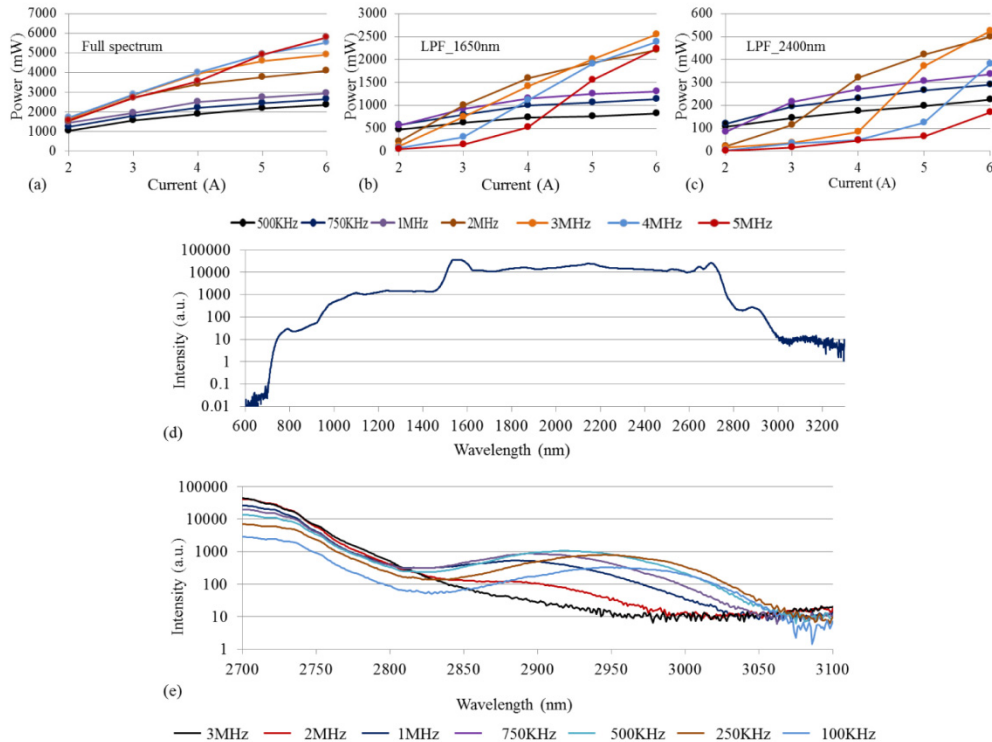 7000
6000
5000
4000
3000
2000
1000
0
Power (mW)
Full spectrum
2 3 4 5 6
(a) Current (A)
3000
2500
2000
1500
1000
500
0
Power (mW)
LPF_1650nm
2 3 4 5 6
(b) Current (A)
600
500
400
300
200
100
0
Power (mW)
LPF_2400nm
2 3 4 5 6
(c) Current (A)
500KHz 750KHz 1MHz 2MHz 3MHz 4MHz 5MHz
100000
10000
1000
100
10
1
0.1
0.01
Intensity (a.u.)
600 800 1000 1200 1400 1600 1800 2000 2200 2400 2600 2800 3000 3200
(d) Wavelength (nm)
100000
10000
1000
100
10
1
Intensity (a.u.)
2700 2750 2800 2850 2900 2950 3000 3050 3100
(e) Wavelength (nm)
3MHz 2MHz 1MHz 750KHz 500KHz 250KHz 100KHz